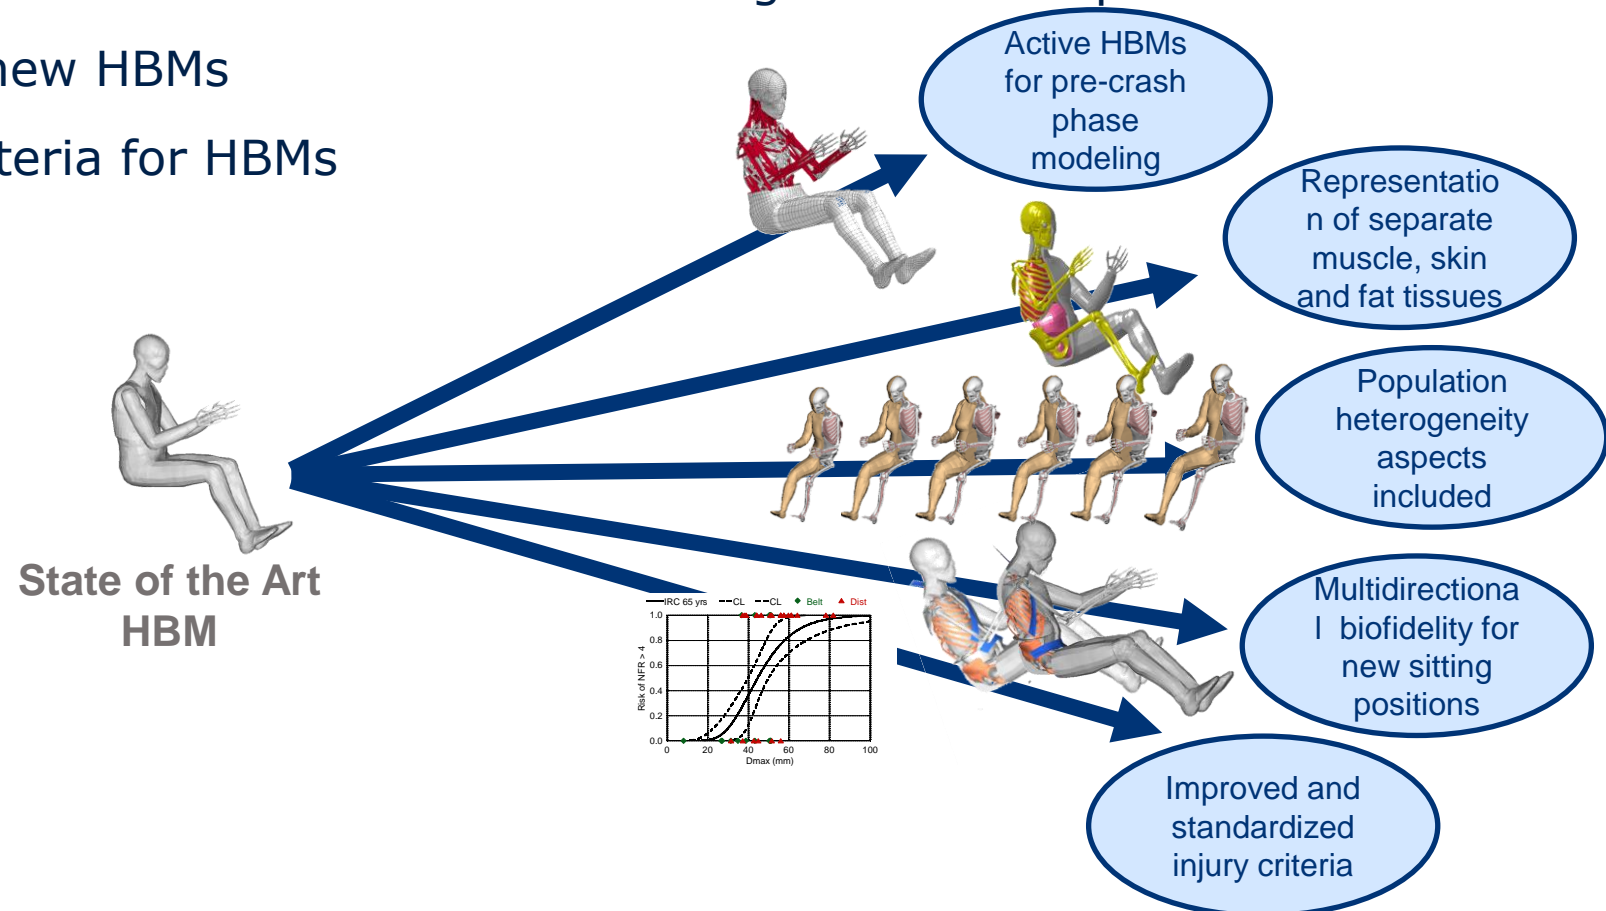 new HBMs
teria for HBMs
Active HBMs
for pre-crash
phase
modeling
Representatio
n of separate
muscle, skin
and fat tissues
Population
heterogeneity
aspects
included
State of the Art
HBM
Multidirectiona
l biofidelity for
new sitting
positions
IRC 65 yrs CL CL Belt Dist
Risk of NFR > 4
1.0
0.8
0.6
0.4
0.2
0.0
0 20 40 60 80 100
Dmax (mm)
Improved and
standardized
injury criteria